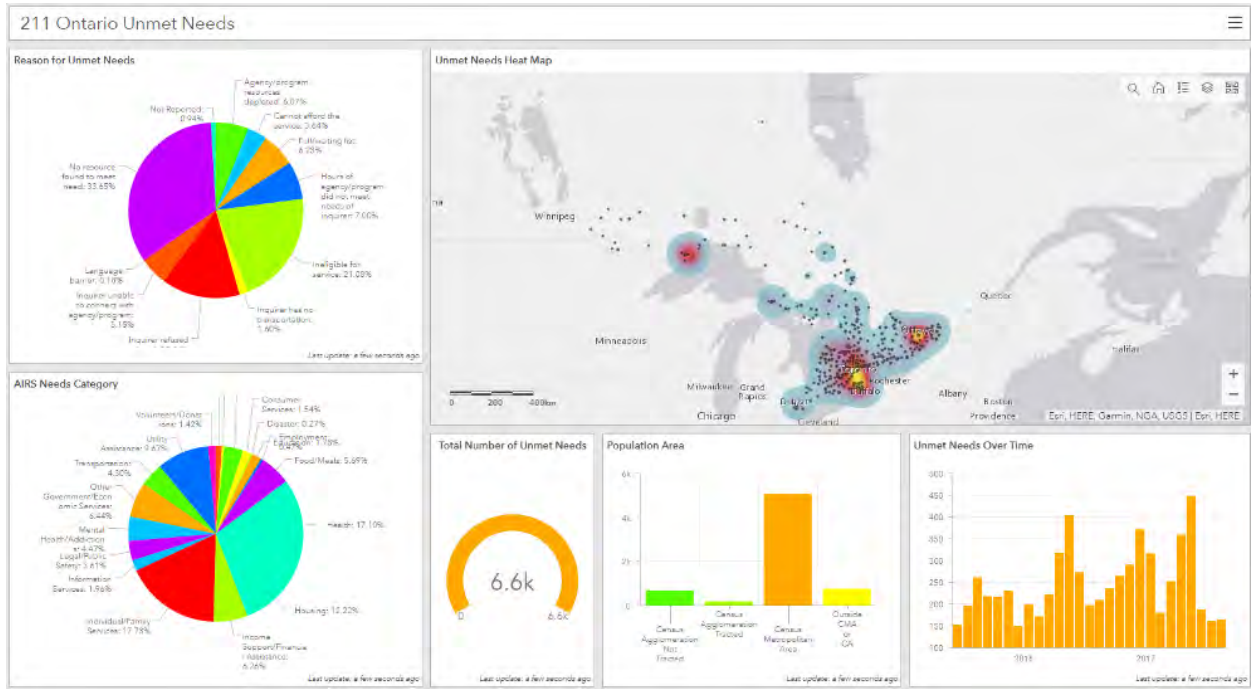 211 Ontario Unmet Needs
Reason for Unmet Needs
Agency/program
resources
depleted: 6.07%
Not Reported:
0.94%
Cannot afford the
service: 3.64%
Full/waiting list:
No resource
found to meet
need: 33.65%
Hours of
agency/program
did not meet
needs of
inquirer: 7.00%
Ineligible for
service: 21.08%
Language
barrier: 0.18%
Inquirer unable
to connect with
agency/program:
5.15%
Inquirer has no
transportation:
1.60%
Inquirer refused
Last update: a few seconds ago
Unmet Needs Heat Map
Winnipeg
Minneapolis
Quebec
Halifax
Ottawa
Toronto
Rochester
Buffalo
Milwaukee
Grand
Rapids
Detroit
Albany
Boston
Providence
Chicago
Cleveland
0 200 400km
+
−
Esri, HERE, Garmin, NGA, USGS | Esri, HERE
AIRS Needs Category
Consumer
Services: 1.54%
Volunteers/Donat
ions: 1.42%
Disaster: 0.27%
Employment:
Utility
Assistance: 9.63%
Food/Meals: 5.69%
Transportation:
4.50%
Other
Government/Econ
omic Services:
6.44%
Health: 17.10%
Mental
Health/Addiction
Legal/Public
Safety: 3.61%
Information
Services: 1.96%
Housing: 12.22%
Individual/Family
Services: 17.78%
Income
Support/Financia
l Assistance:
6.26%
Last update: a few seconds ago
Total Number of Unmet Needs
6.6k
0
6.6k
Last update: a few seconds ago
Population Area
6k
4k
2k
0
Census
Agglomeration
Not
Tracted
Census
Agglomeration
Tracted
Census
Metropolitan
Area
Outside
CMA
or
CA
Last update: a few seconds ago
Unmet Needs Over Time
500
450
400
350
300
250
200
150
100
2016
2017
Last update: a few seconds ago